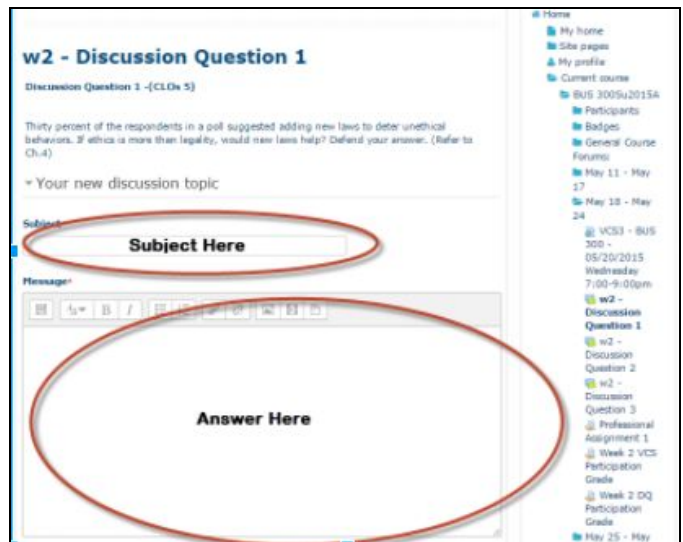 w2 - Discussion Question 1
Discussion Question 1 -(CLOs 5)
Thirty percent of the respondents in a poll suggested adding new laws to deter unethical
behaviors. If ethics is more than legality, would new laws help? Defend your answer. (Refer to
Ch.4)
Your new discussion topic
Subject
Subject Here
Message*
B I
Answer Here
Home
My home
Site pages
My profile
Current course
BUS 300Su2015A
Participants
Badges
General Course
Forums:
May 11 - May
17
May 18 - May
24
VCS3 - BUS
300 -
05/20/2015
Wednesday
7:00-9:00pm
w2 -
Discussion
Question 1
w2 -
Discussion
Question 2
w2 -
Discussion
Question 3
Professional
Assignment 1
Week 2 VCS
Participation
Grade
Week 2 DQ
Participation
Grade
May 25 - May